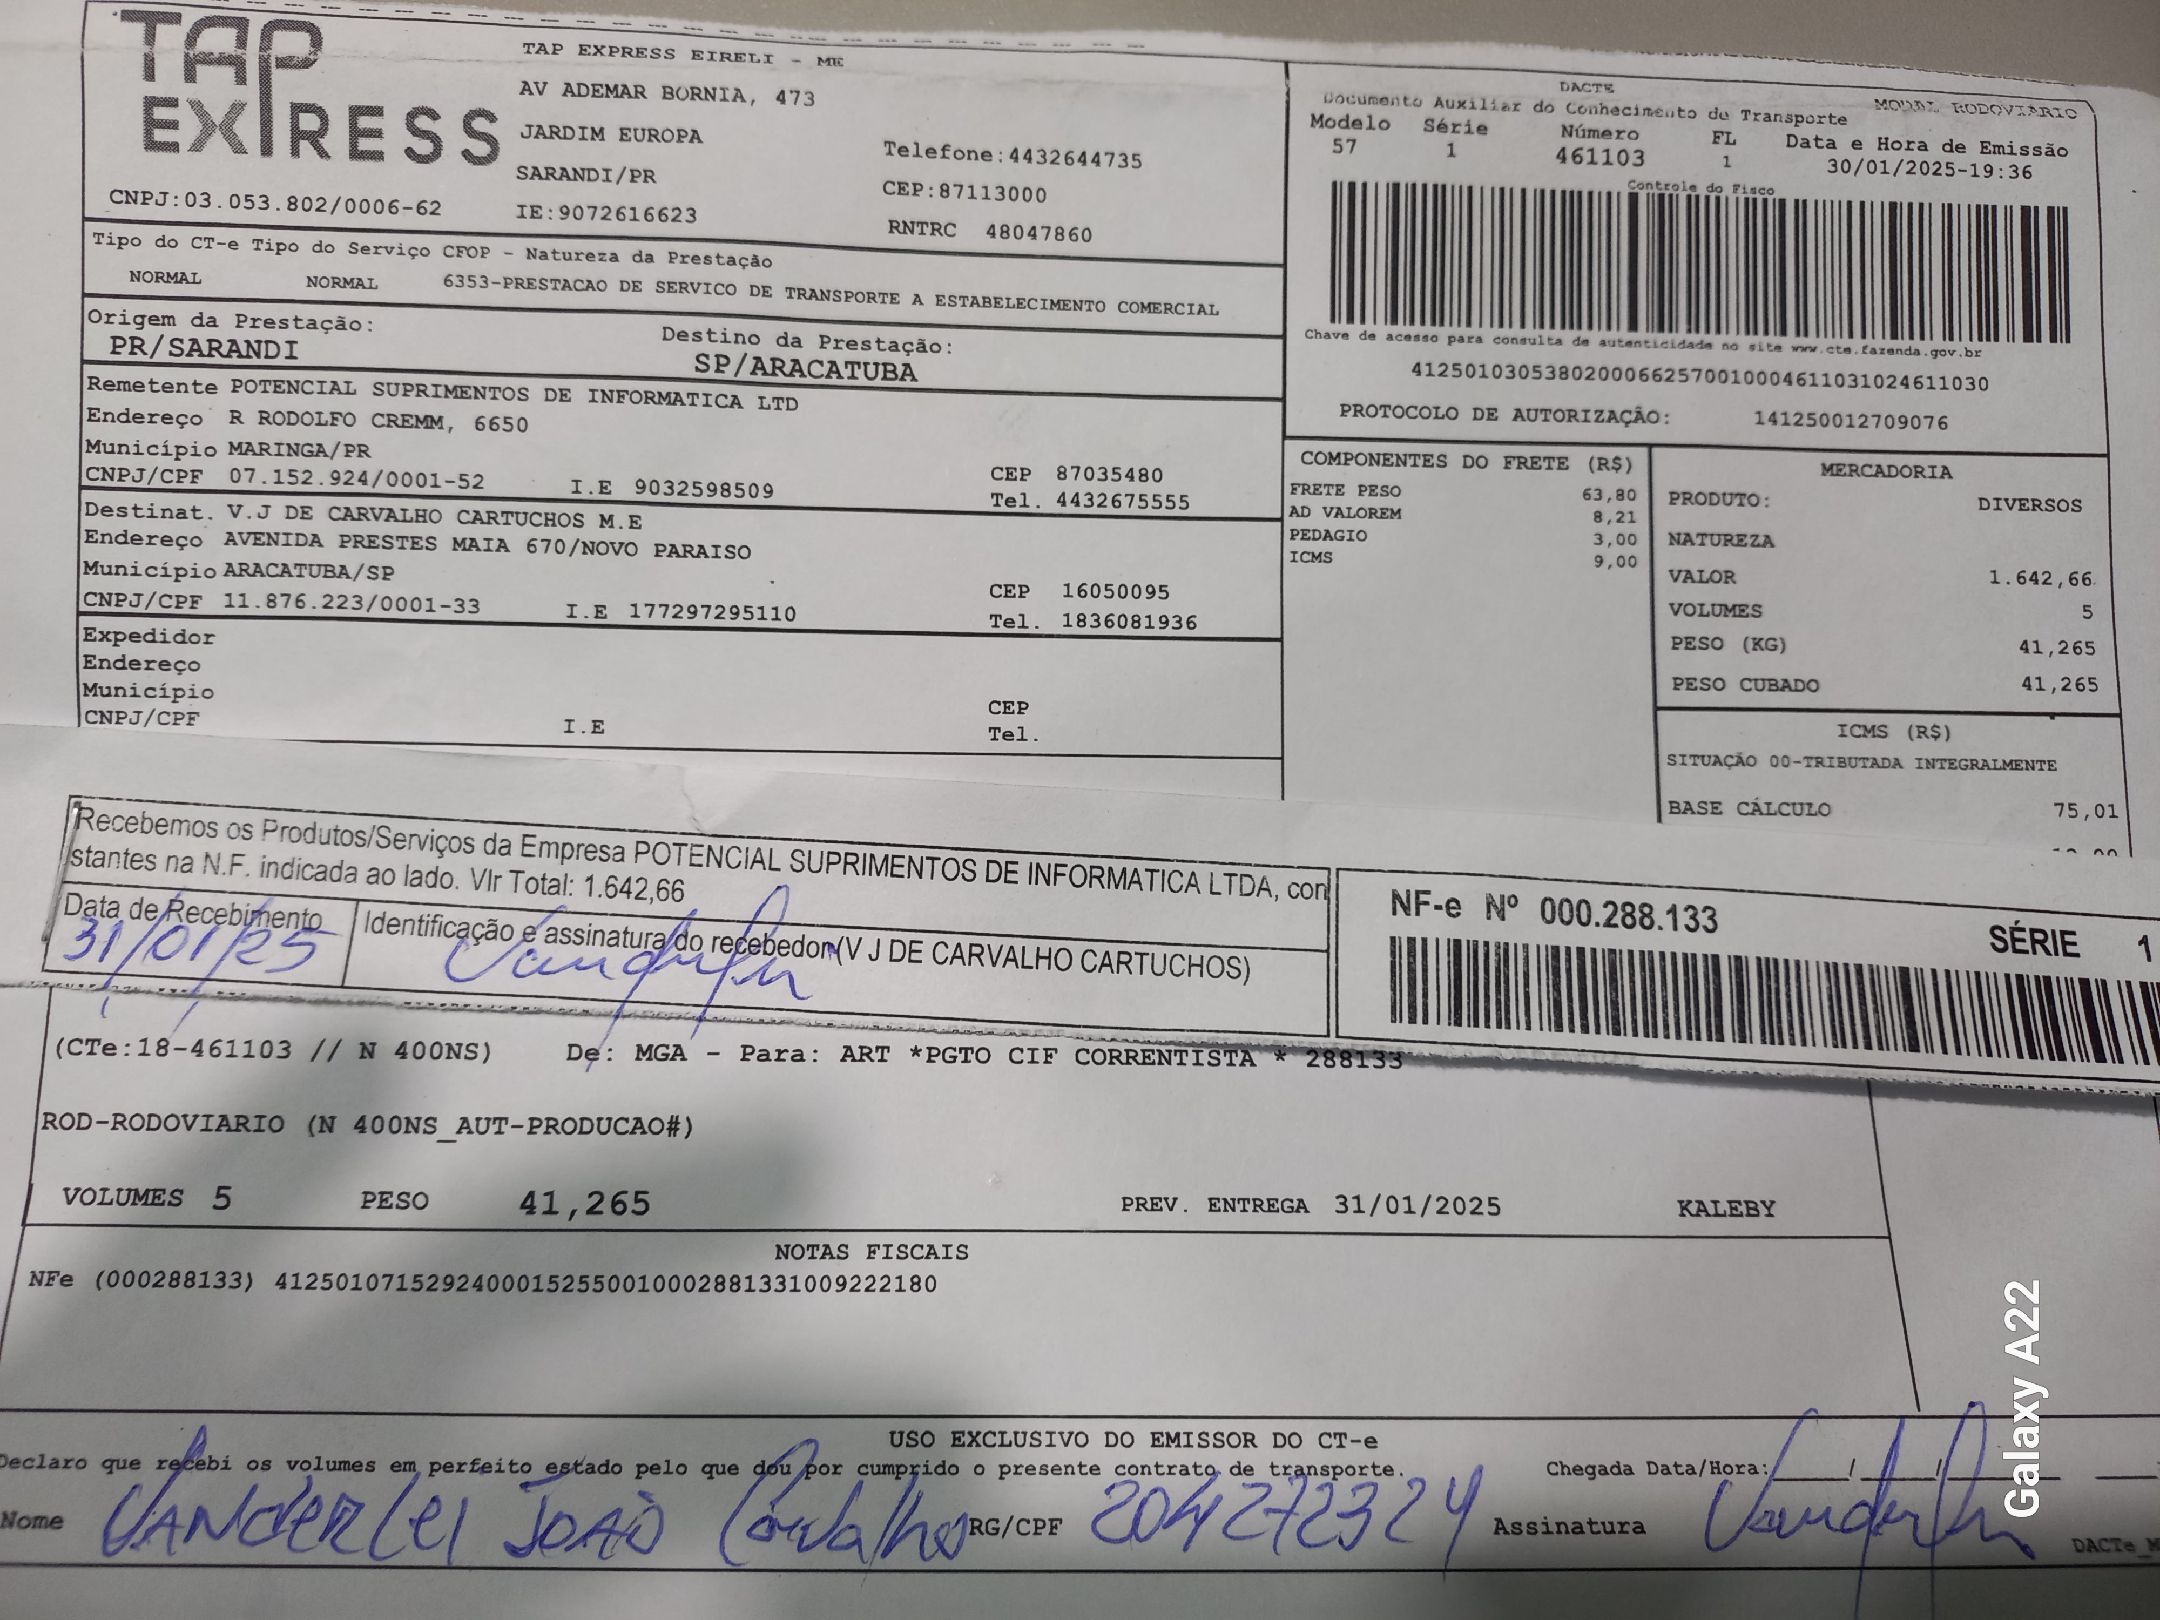 TAP
EXPRESS
CNPJ:03.053.802/0006-62
TAP EXPRESS EIRELI - ME
AV ADEMAR BORNIA, 473
JARDIM EUROPA
SARANDI/PR
IE:9072616623
Telefone:4432644735
CEP:87113000
RNTRC 48047860
DACTE
Documento Auxiliar do Conhecimento de Transporte
MODAL RODOVIARIO
Modelo Série Número FL Data e Hora de Emissão
57 1 461103 1 30/01/2025-19:36
Controle do Fisco
Chave de acesso para consulta de autenticidade no site www.cte.fazenda.gov.br
41250103053802000662570010004611031024611030
PROTOCOLO DE AUTORIZAÇÃO: 141250012709076
Tipo do CT-e Tipo do Serviço CFOP - Natureza da Prestação
NORMAL NORMAL 6353-PRESTACAO DE SERVICO DE TRANSPORTE A ESTABELECIMENTO COMERCIAL
Origem da Prestação: Destino da Prestação:
PR/SARANDI SP/ARACATUBA
Remetente POTENCIAL SUPRIMENTOS DE INFORMATICA LTD
Endereço R RODOLFO CREMM, 6650
Município MARINGA/PR CEP 87035480
CNPJ/CPF 07.152.924/0001-52 I.E 9032598509 Tel. 4432675555
Destinat. V.J DE CARVALHO CARTUCHOS M.E
Endereço AVENIDA PRESTES MAIA 670/NOVO PARAISO
Município ARACATUBA/SP CEP 16050095
CNPJ/CPF 11.876.223/0001-33 I.E 177297295110 Tel. 1836081936
Expedidor
Endereço
Município CEP
CNPJ/CPF I.E Tel.
COMPONENTES DO FRETE (R$)
FRETE PESO 63,80
AD VALOREM 8,21
PEDAGIO 3,00
ICMS 9,00
MERCADORIA
PRODUTO: DIVERSOS
NATUREZA
VALOR 1.642,66
VOLUMES 5
PESO (KG) 41,265
PESO CUBADO 41,265
ICMS (R$)
SITUAÇÃO 00-TRIBUTADA INTEGRALMENTE
BASE CÁLCULO 75,01
Recebemos os Produtos/Serviços da Empresa POTENCIAL SUPRIMENTOS DE INFORMATICA LTDA, con
stantes na N.F. indicada ao lado. Vlr Total: 1.642,66
Data de Recebimento Identificação e assinatura do recebedor(V J DE CARVALHO CARTUCHOS)
31/01/25
NF-e Nº 000.288.133
SÉRIE 1
(CTe:18-461103 // N 400NS) De: MGA - Para: ART *PGTO CIF CORRENTISTA * 288133
ROD-RODOVIARIO (N 400NS_AUT-PRODUCAO#)
VOLUMES 5 PESO 41,265 PREV. ENTREGA 31/01/2025 KALEBY
NOTAS FISCAIS
NFe (000288133) 41250107152924000152550010002881331009222180
USO EXCLUSIVO DO EMISSOR DO CT-e
Declaro que recebi os volumes em perfeito estado pelo que dou por cumprido o presente contrato de transporte. Chegada Data/Hora:____/____/____
Nome VANDERLEI JOÃO Carvalho RG/CPF 204272324 Assinatura
DACTe_M
Galaxy A22